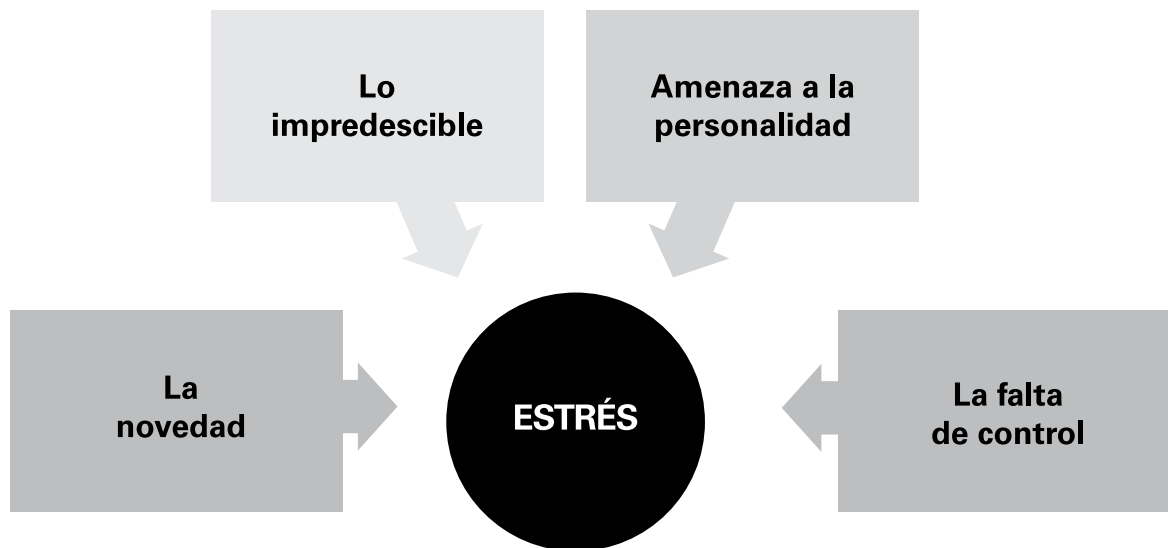 Lo
impredescible
Amenaza a la
personalidad
La
novedad
ESTRÉS
La falta
de control